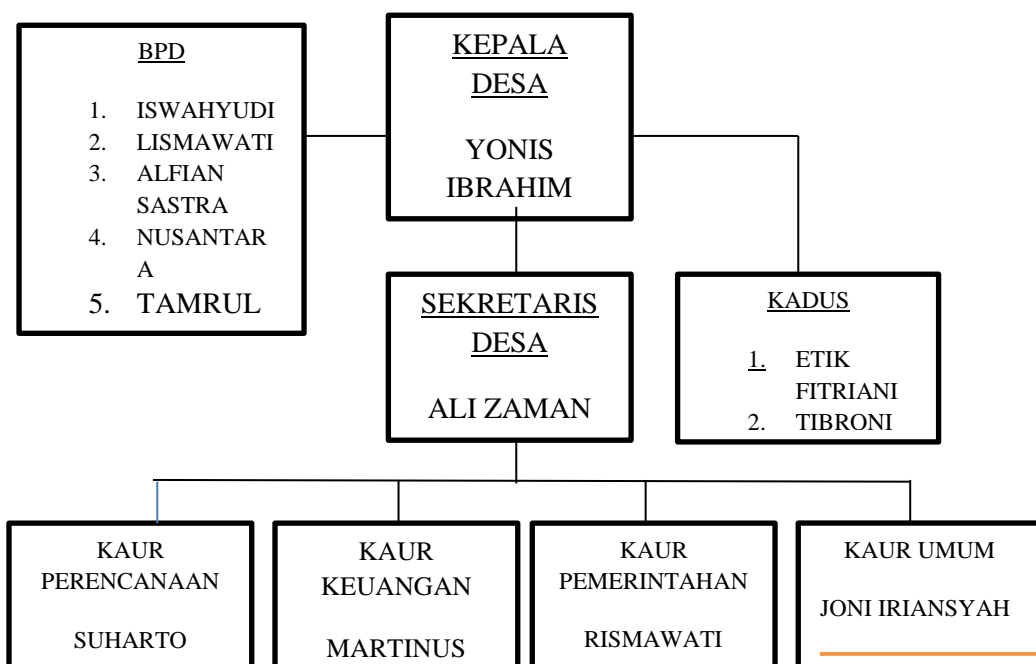 BPD
1. ISWAHYUDI
2. LISMAWATI
3. ALFIAN
SASTRA
4. NUSANTAR
A
5. TAMRUL
KEPALA
DESA
YONIS
IBRAHIM
SEKRETARIS
DESA
ALI ZAMAN
KADUS
1. ETIK
FITRIANI
2. TIBRONI
KAUR
PERENCANAAN
SUHARTO
KAUR
KEUANGAN
MARTINUS
KAUR
PEMERINTAHAN
RISMAWATI
KAUR UMUM
JONI IRIANSYAH